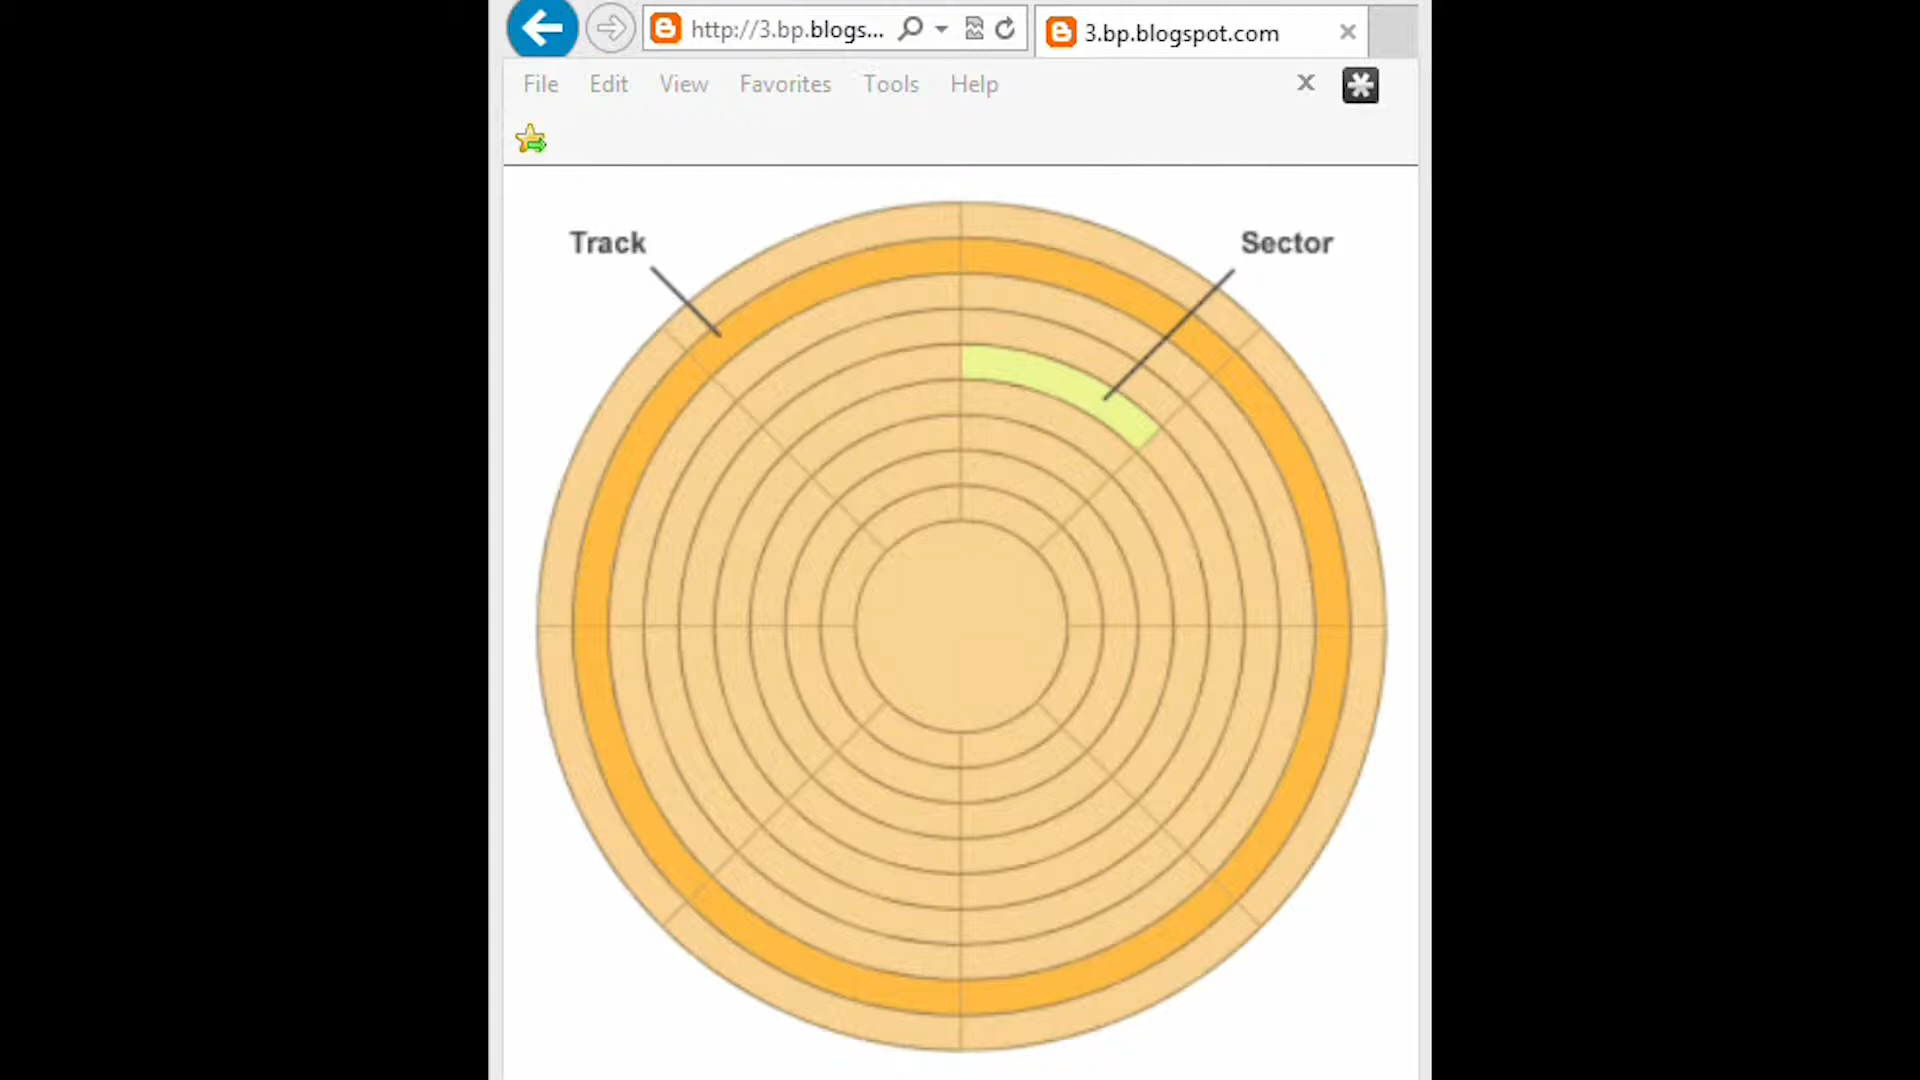 http://3.bp.blogs...
3.bp.blogspot.com
File Edit View Favorites Tools Help
Track
Sector